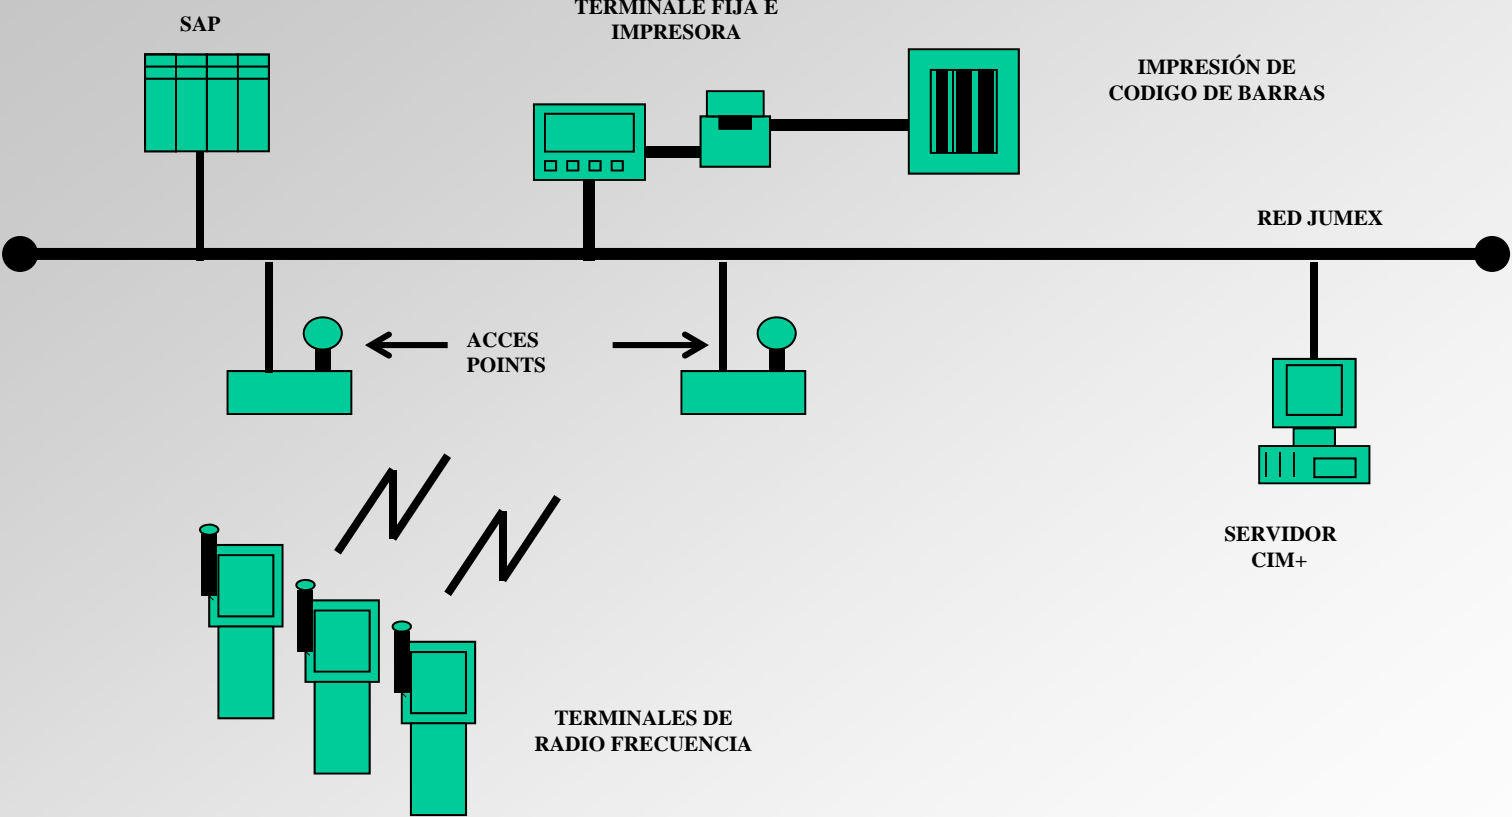 SAP
TERMINALE FIJA E
IMPRESORA
IMPRESIÓN DE
CODIGO DE BARRAS
RED JUMEX
ACCES
POINTS
SERVIDOR
CIM+
TERMINALES DE
RADIO FRECUENCIA